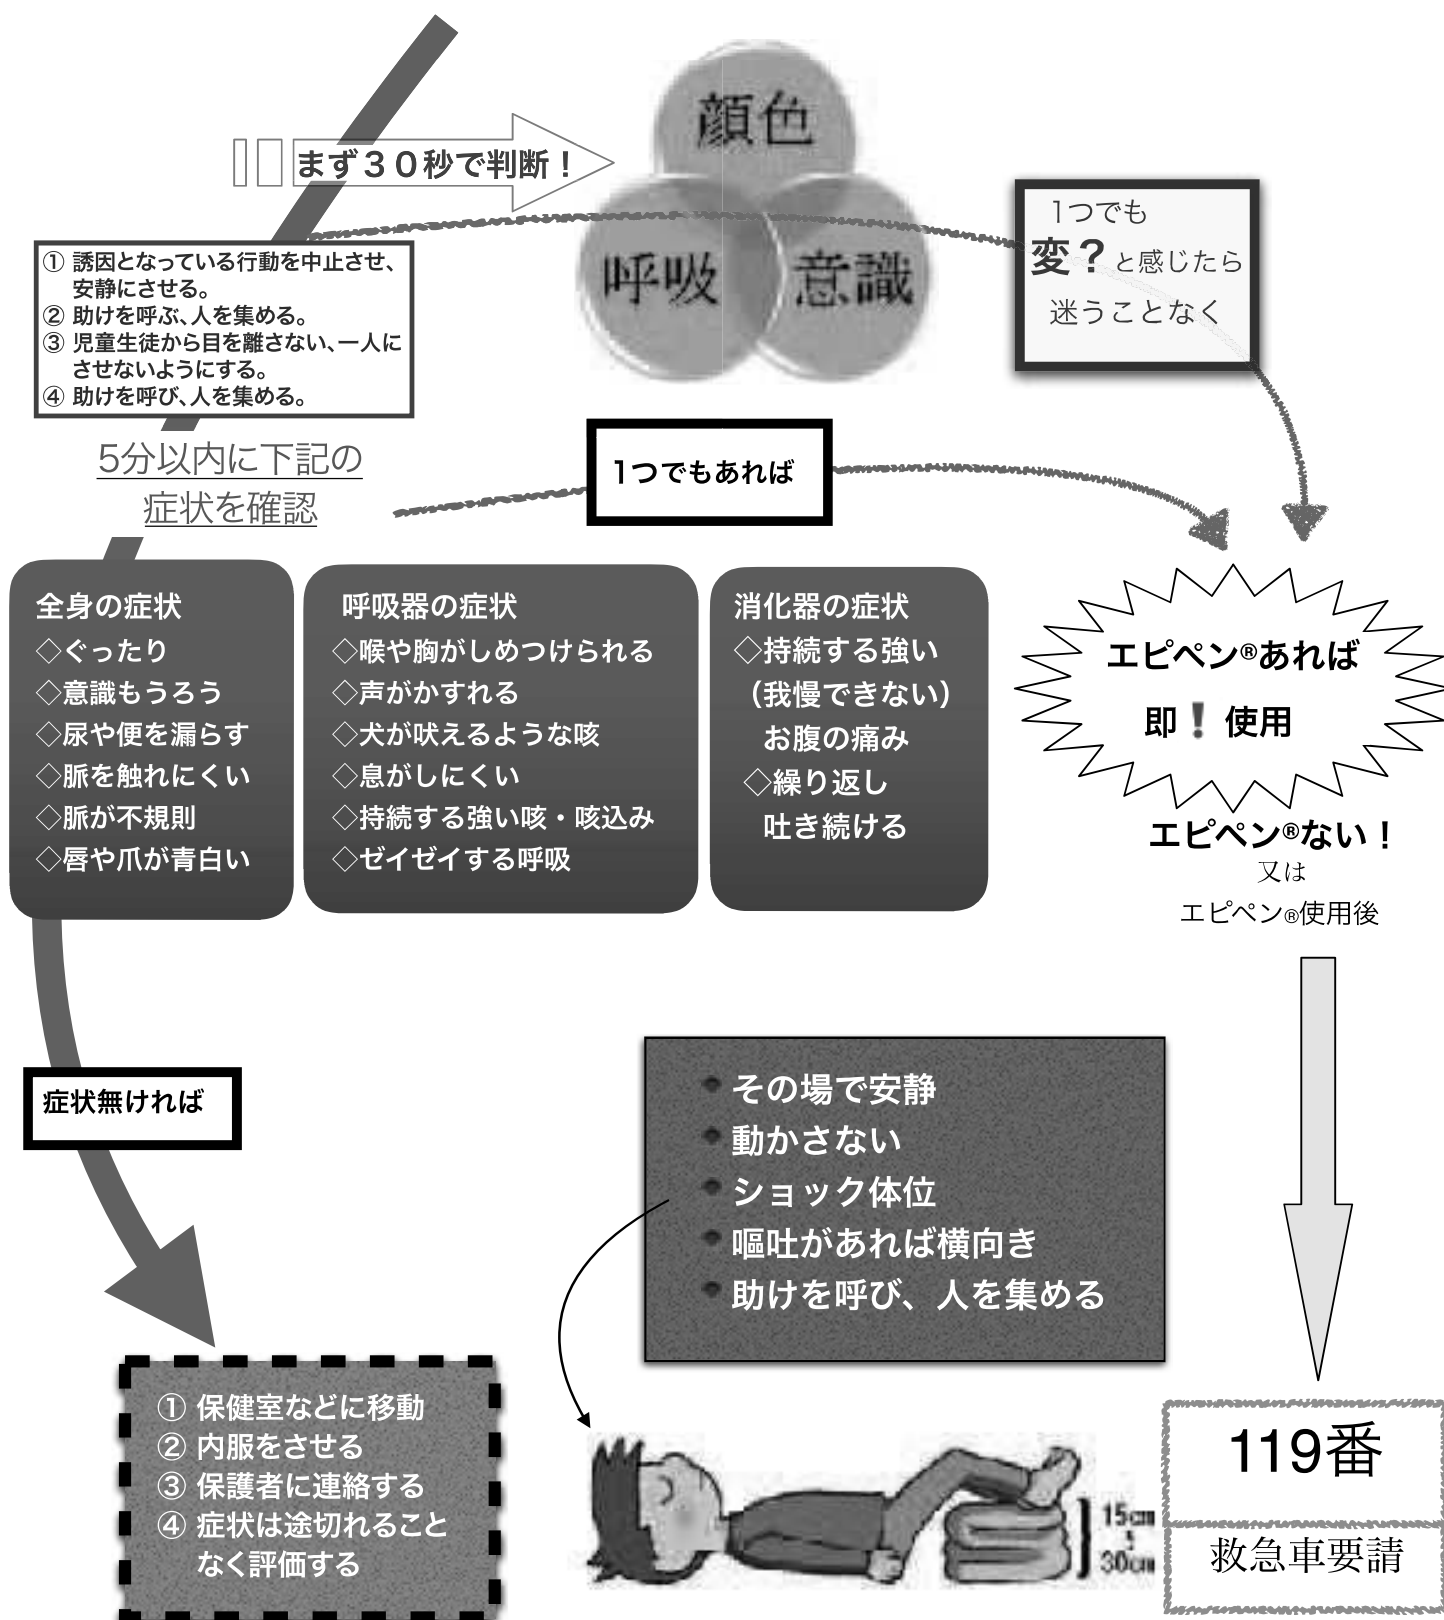 顔色
まず３０秒で判断！
呼吸
意識
1つでも
変？と感じたら
迷うことなく
① 誘因となっている行動を中止させ、
安静にさせる。
② 助けを呼ぶ、人を集める。
③ 児童生徒から目を離さない、一人に
させないようにする。
④ 助けを呼び、人を集める。
5分以内に下記の
症状を確認
1つでもあれば
全身の症状
◇ぐったり
◇意識もうろう
◇尿や便を漏らす
◇脈を触れにくい
◇脈が不規則
◇唇や爪が青白い
呼吸器の症状
◇喉や胸がしめつけられる
◇声がかすれる
◇犬が吠えるような咳
◇息がしにくい
◇持続する強い咳・咳込み
◇ゼイゼイする呼吸
消化器の症状
◇持続する強い
（我慢できない）
お腹の痛み
◇繰り返し
吐き続ける
エピペン®あれば
即❗使用
エピペン®ない！
又は
エピペン®使用後
症状無ければ
• その場で安静
• 動かさない
• ショック体位
• 嘔吐があれば横向き
• 助けを呼び、人を集める
① 保健室などに移動
② 内服をさせる
③ 保護者に連絡する
④ 症状は途切れること
なく評価する
15cm
〜
30cm
119番
救急車要請